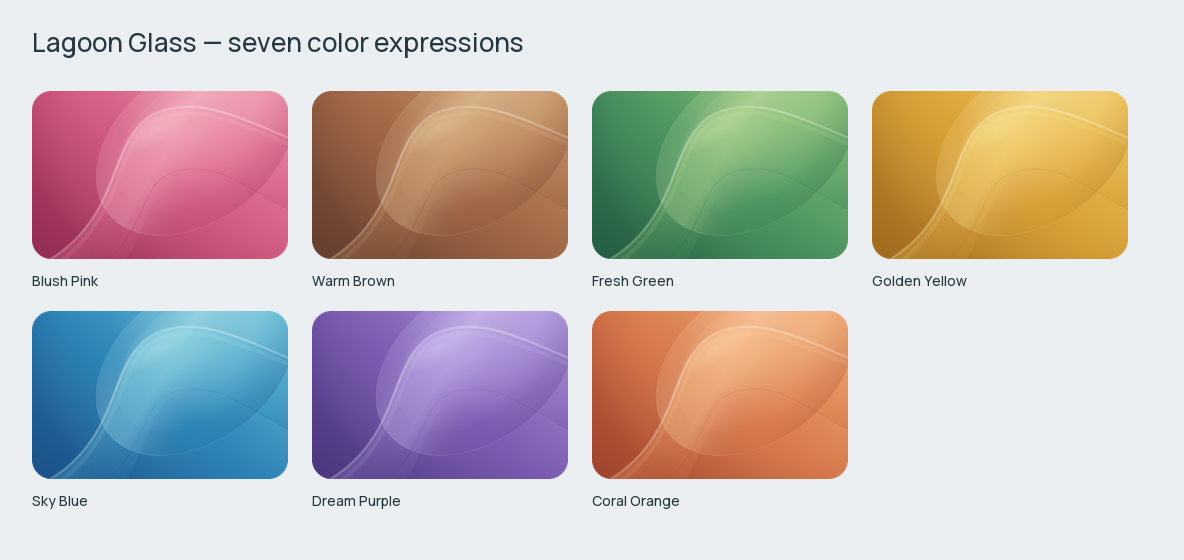 Lagoon Glass — seven color expressions
Blush Pink
Warm Brown
Fresh Green
Golden Yellow
Sky Blue
Dream Purple
Coral Orange